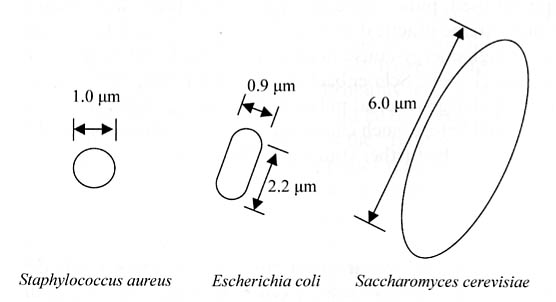 1.0 μm
0.9 μm
2.2 μm
6.0 μm
Staphylococcus aureus
Escherichia coli
Saccharomyces cerevisiae